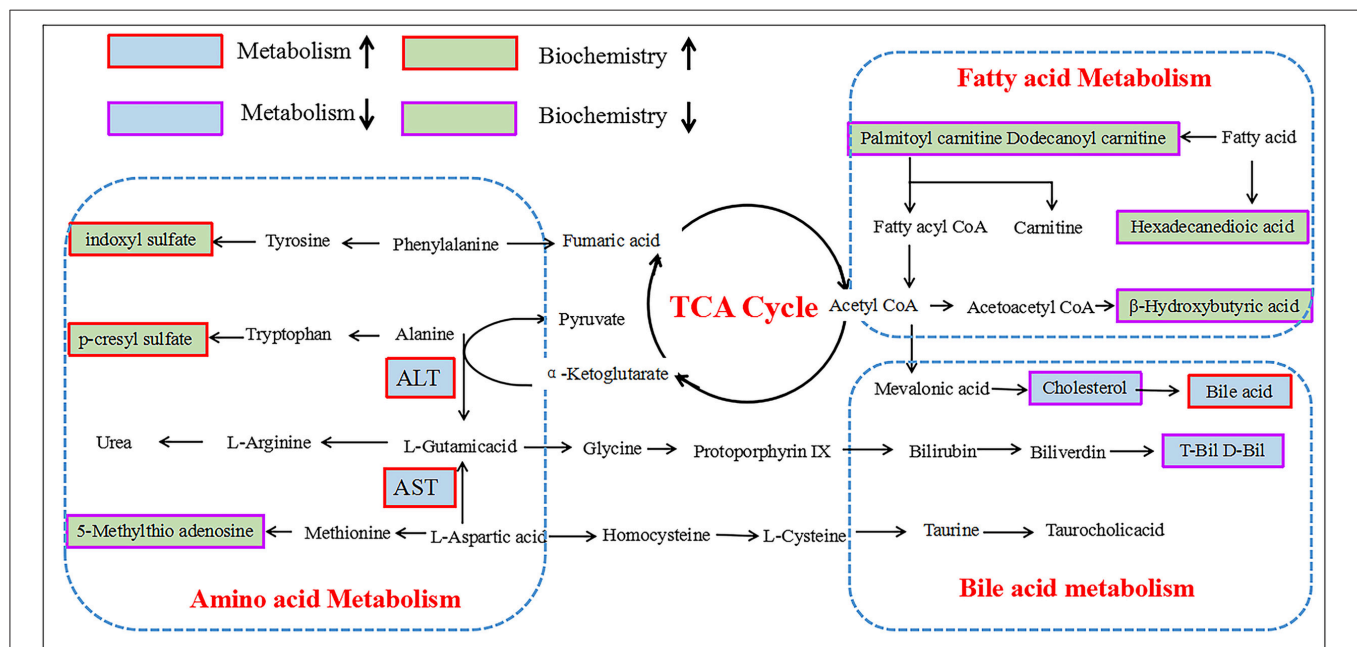 Metabolism
Biochemistry
Metabolism
Biochemistry
Fatty acid Metabolism
Palmitoyl carnitine Dodecanoyl carnitine
Fatty acid
Fatty acyl CoA
Carnitine
Hexadecanedioic acid
indoxyl sulfate
Tyrosine
Phenylalanine
Fumaric acid
TCA Cycle
Acetyl CoA
Acetoacetyl CoA
β-Hydroxybutyric acid
p-cresyl sulfate
Tryptophan
Alanine
Pyruvate
ALT
α-Ketoglutarate
Mevalonic acid
Cholesterol
Bile acid
Urea
L-Arginine
L-Gutamicacid
Glycine
Protoporphyrin IX
Bilirubin
Biliverdin
T-Bil D-Bil
AST
5-Methylthio adenosine
Methionine
L-Aspartic acid
Homocysteine
L-Cysteine
Taurine
Taurocholicacid
Amino acid Metabolism
Bile acid metabolism